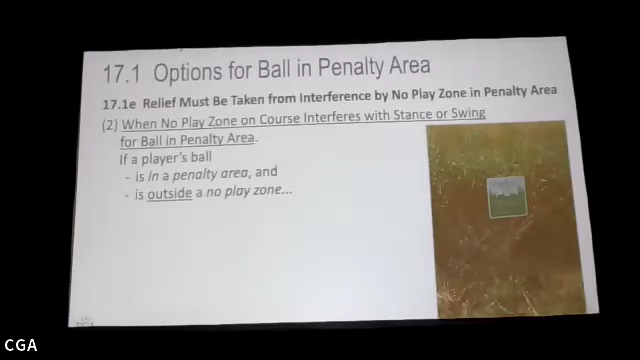 17.1 Options for Ball in Penalty Area
17.1e Relief Must Be Taken from Interference by No Play Zone in Penalty Area
(2) When No Play Zone on Course Interferes with Stance or Swing
for Ball in Penalty Area.
If a player's ball
- is in a penalty area, and
- is outside a no play zone...
CGA